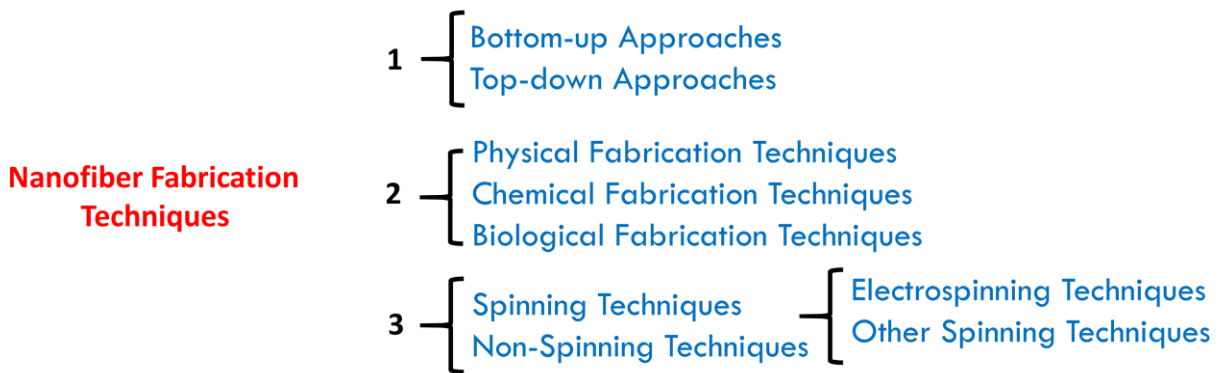 Nanofiber Fabrication
Techniques
1
Bottom-up Approaches
Top-down Approaches
2
Physical Fabrication Techniques
Chemical Fabrication Techniques
Biological Fabrication Techniques
3
Spinning Techniques
Non-Spinning Techniques
Electrospinning Techniques
Other Spinning Techniques